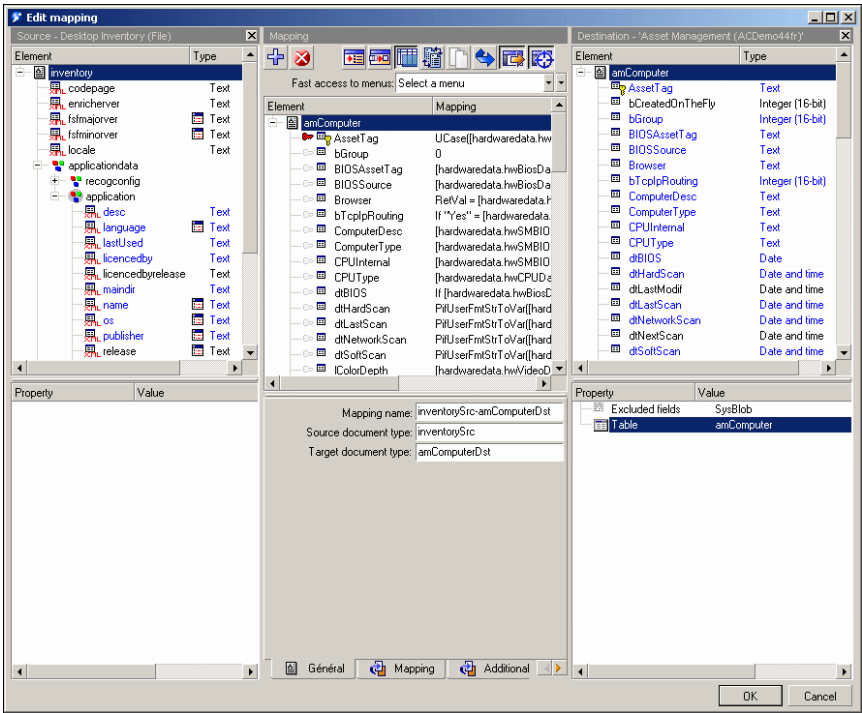 Edit mapping
Source - Desktop Inventory (File)
Element Type
inventory
codepage Text
enricherver Text
fsfmajorver Text
fsfminorver Text
locale Text
applicationdata
recogconfig
application
desc Text
language Text
lastUsed Text
licencedby Text
licencedbyrelease Text
maindir Text
name Text
os Text
publisher Text
release Text
Property Value
Mapping
Fast access to menus: Select a menu
Element Mapping
amComputer
AssetTag UCase([hardwaredata.hw
bGroup 0
BIOSAssetTag [hardwaredata.hwBiosDa
BIOSSource [hardwaredata.hwBiosDa
Browser RetVal = [hardwaredata.h
bTcpIpRouting If "Yes" = [hardwaredata.
ComputerDesc [hardwaredata.hwSMBIO
ComputerType [hardwaredata.hwSMBIO
CPUInternal [hardwaredata.hwSMBIO
CPUType [hardwaredata.hwCPUDa
dtBIOS If [hardwaredata.hwBiosD
dtHardScan PifUserFmtStrToVar([hard
dtLastScan PifUserFmtStrToVar([hard
dtNetworkScan PifUserFmtStrToVar([hard
dtSoftScan PifUserFmtStrToVar([hard
lColorDepth [hardwaredata.hwVideoD
Mapping name: inventorySrc-amComputerDst
Source document type: inventorySrc
Target document type: amComputerDst
Général Mapping Additional
Destination - 'Asset Management (ACDemo44fr)'
Element Type
amComputer
AssetTag Text
bCreatedOnTheFly Integer (16-bit)
bGroup Integer (16-bit)
BIOSAssetTag Text
BIOSSource Text
Browser Text
bTcpIpRouting Integer (16-bit)
ComputerDesc Text
ComputerType Text
CPUInternal Text
CPUType Text
dtBIOS Date
dtHardScan Date and time
dtLastModif Date and time
dtLastScan Date and time
dtNetworkScan Date and time
dtNextScan Date and time
dtSoftScan Date and time
Property Value
Excluded fields SysBlob
Table amComputer
OK Cancel